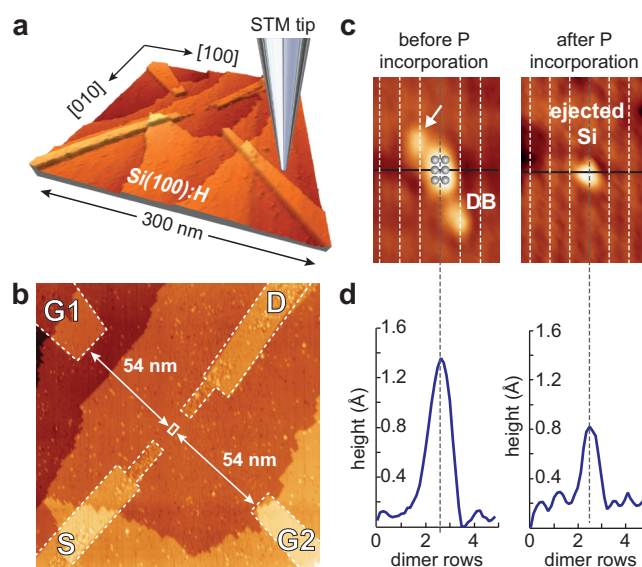 a
STM tip
[100]
[010]
Si(100):H
300 nm
b
G1
D
54 nm
54 nm
S
G2
c
before P
incorporation
after P
incorporation
DB
ejected
Si
d
height (Å)
1.6
1.2
0.8
0.4
0 2 4
dimer rows
height (Å)
1.6
1.2
0.8
0.4
0 2 4
dimer rows